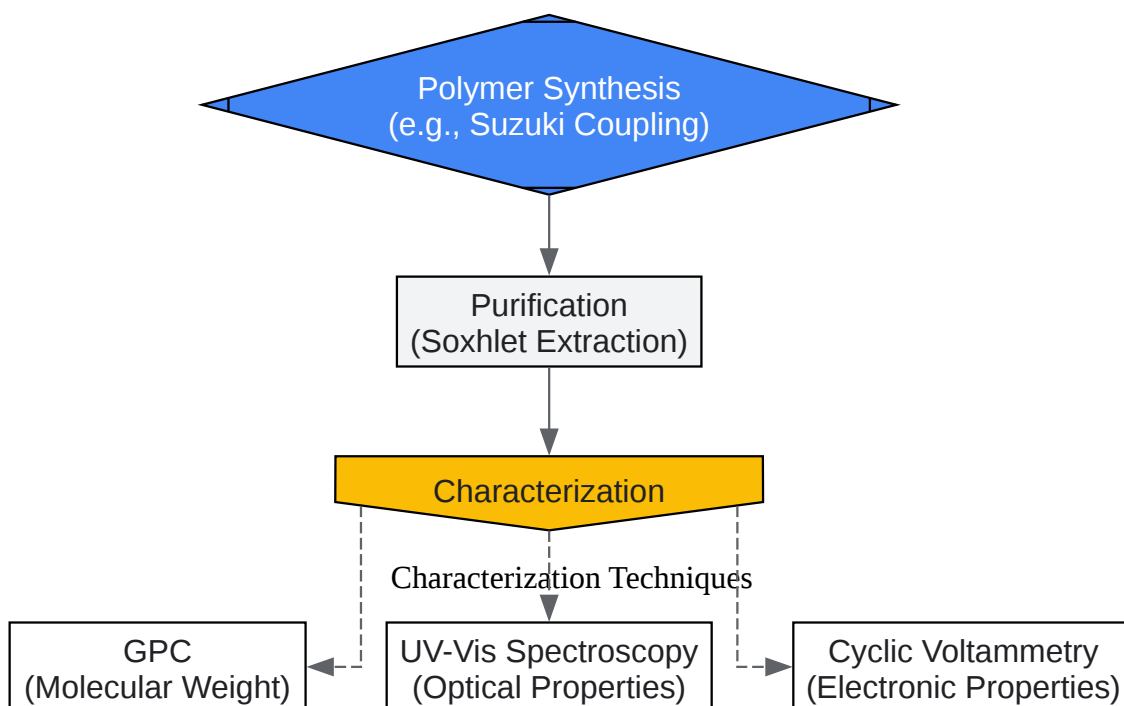 Polymer Synthesis
(e.g., Suzuki Coupling)
Purification
(Soxhlet Extraction)
Characterization
Characterization Techniques
GPC
(Molecular Weight)
UV-Vis Spectroscopy
(Optical Properties)
Cyclic Voltammetry
(Electronic Properties)